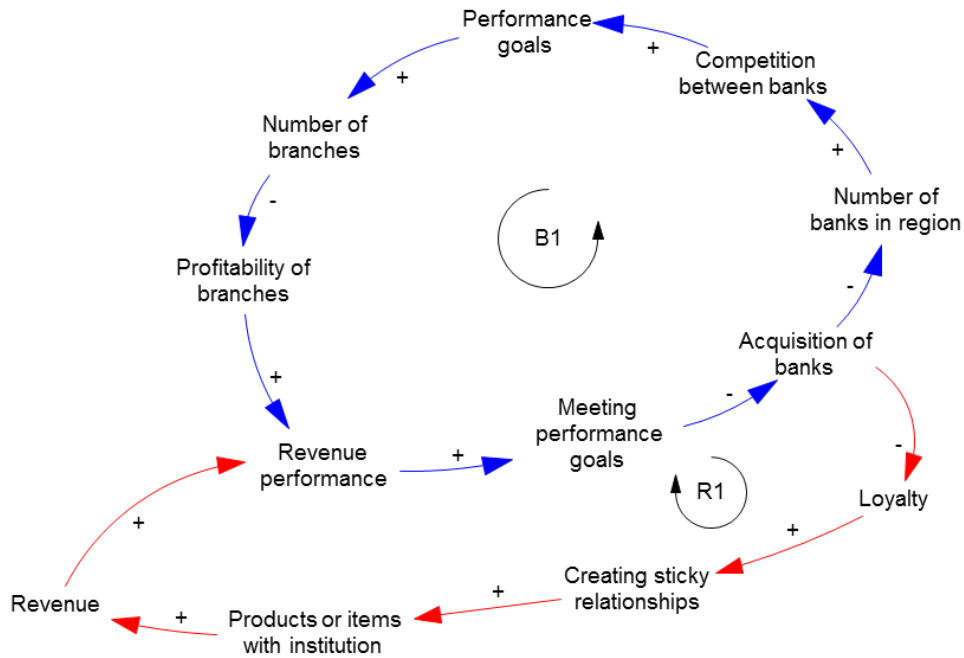 Performance
goals
+
+
Competition
between banks
Number of
branches
+
-
Number of
banks in region
B1
Profitability of
branches
-
Acquisition of
banks
+
-
Meeting
performance
goals
-
Revenue
performance
+
R1
Loyalty
+
+
Creating sticky
relationships
+
Revenue
+
Products or items
with institution